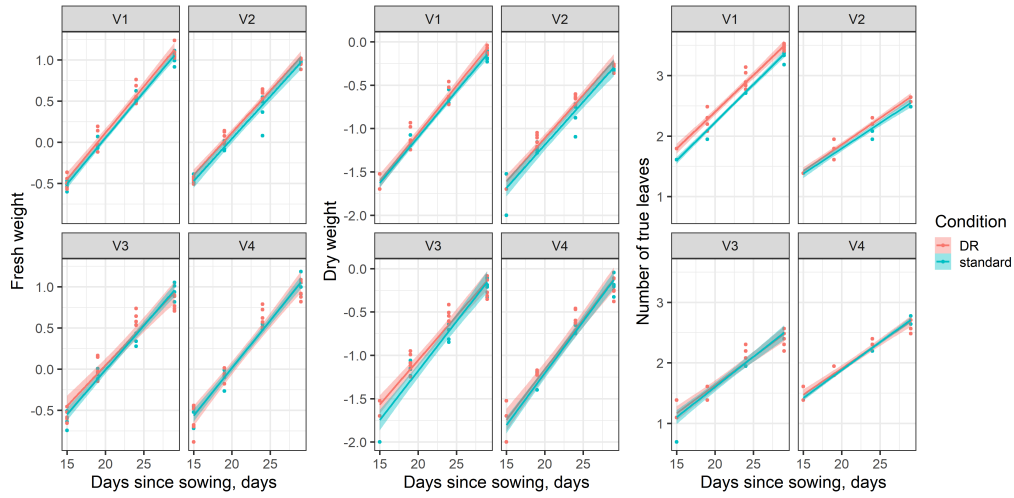 V1 V2
Fresh weight
1.0
0.5
0.0
-0.5
V3 V4
1.0
0.5
0.0
-0.5
15 20 25 15 20 25
Days since sowing, days
V1 V2
Dry weight
0.0
-0.5
-1.0
-1.5
-2.0
V3 V4
0.0
-0.5
-1.0
-1.5
-2.0
15 20 25 15 20 25
Days since sowing, days
V1 V2
Number of true leaves
3
2
1
V3 V4
3
2
1
15 20 25 15 20 25
Days since sowing, days
Condition
DR
standard